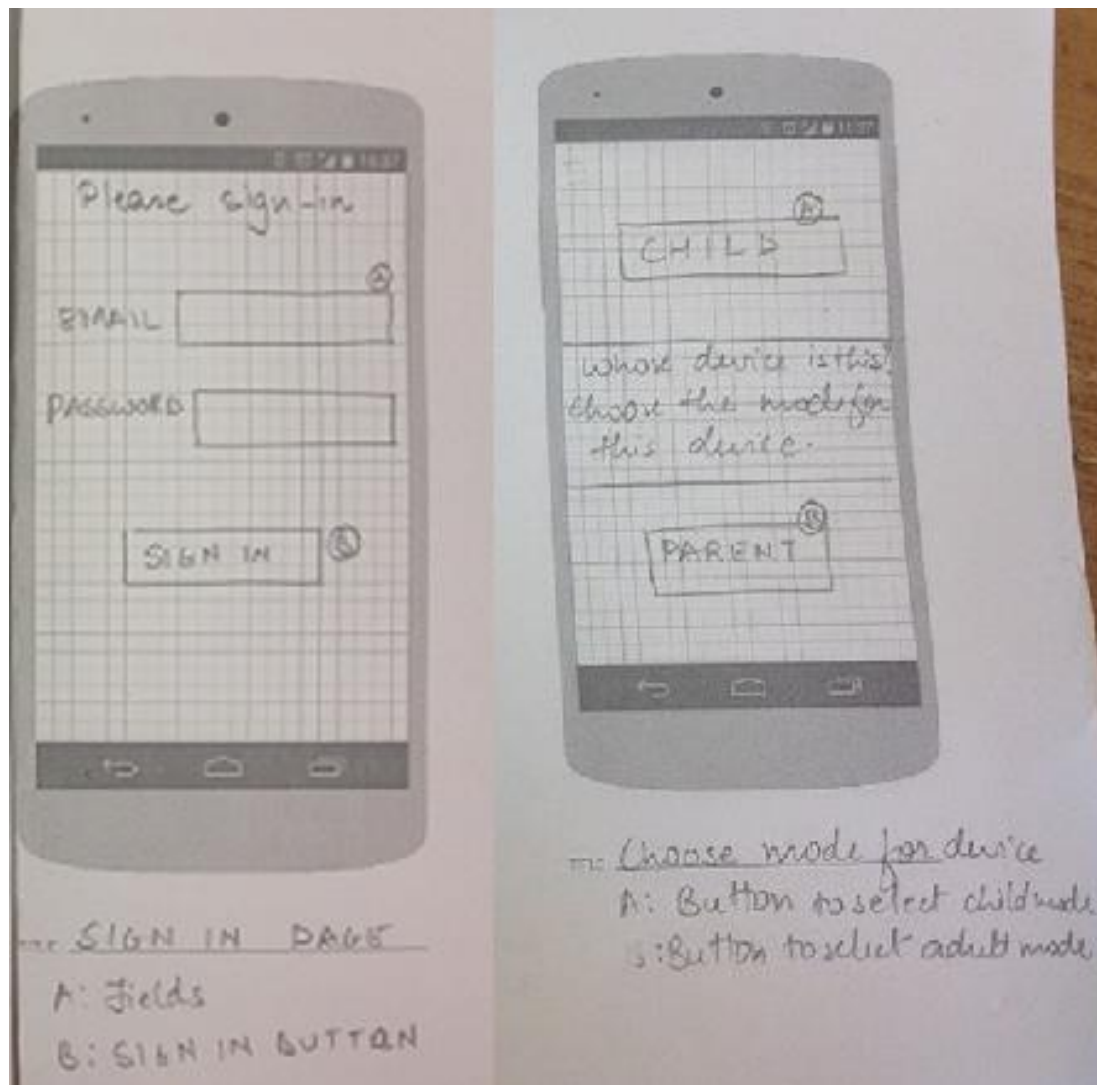 Please sign-in
A
EMAIL
PASSWORD
SIGN IN
B
SIGN IN PAGE
A: Fields
B: SIGN IN BUTTON
11:37
A
CHILD
Whose device is this?
Choose the mode for
this device.
B
PARENT
Choose mode for device
A: Button to select child mode
: Button to select adult mode